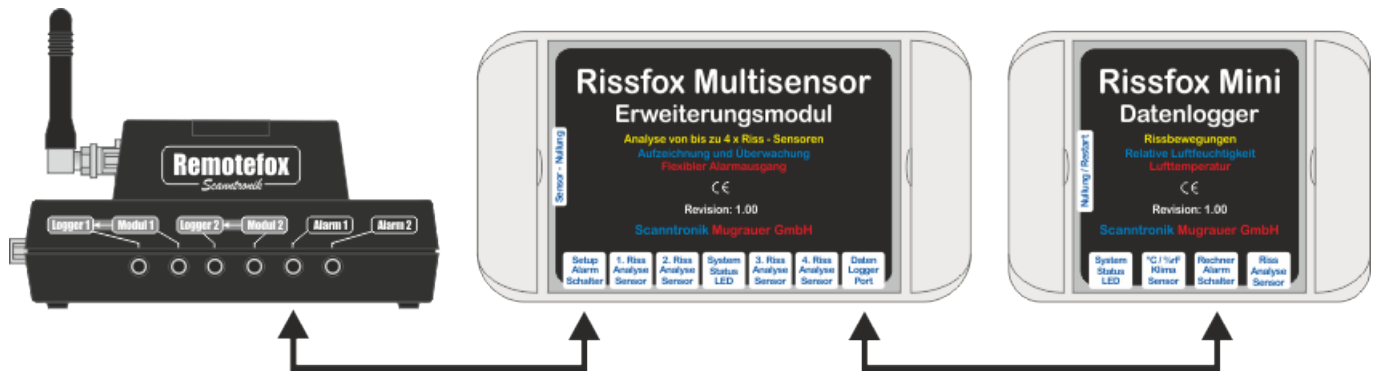 Remotefox
Scanntronik
Logger 1
Modul 1
Logger 2
Modul 2
Alarm 1
Alarm 2
Rissfox Multisensor
Erweiterungsmodul
Analyse von bis zu 4 x Riss - Sensoren
Aufzeichnung und Überwachung
Flexibler Alarmausgang
CE
Revision: 1.00
Scanntronik Mugrauer GmbH
Sensor - Nullung
Setup
Alarm
Schalter
1. Riss
Analyse
Sensor
2. Riss
Analyse
Sensor
System
Status
LED
3. Riss
Analyse
Sensor
4. Riss
Analyse
Sensor
Daten
Logger
Port
Rissfox Mini
Datenlogger
Rissbewegungen
Relative Luftfeuchtigkeit
Lufttemperatur
CE
Revision: 1.00
Scanntronik Mugrauer GmbH
Nullung / Restart
System
Status
LED
°C / %rF
Klima
Sensor
Rechner
Alarm
Schalter
Riss
Analyse
Sensor